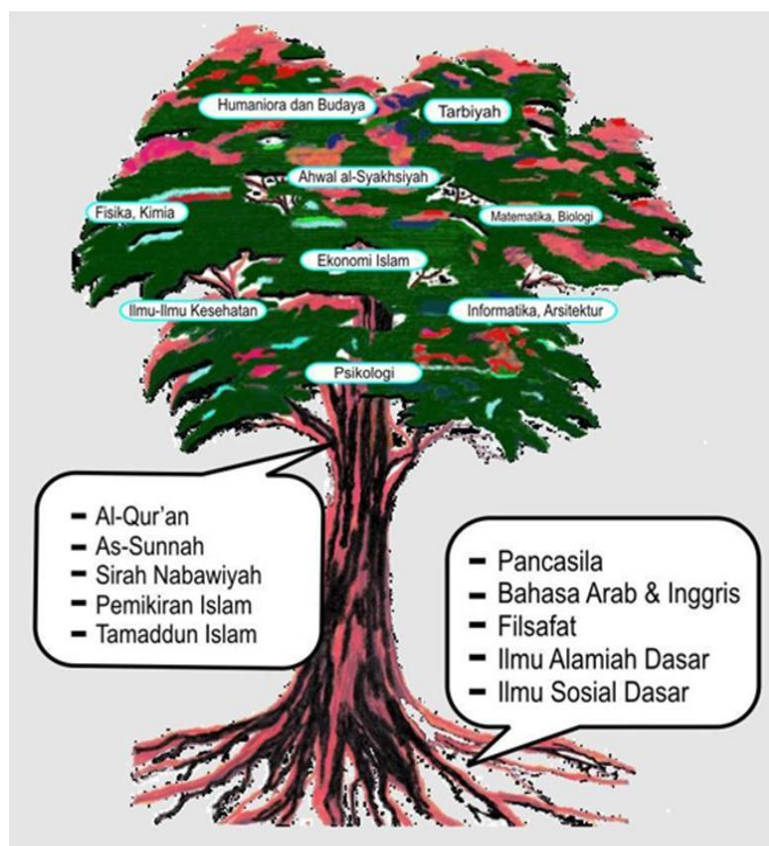 Humaniora dan Budaya
Tarbiyah
Ahwal al-Syakhsiyah
Fisika, Kimia
Matematika, Biologi
Ekonomi Islam
Ilmu-Ilmu Kesehatan
Informatika, Arsitektur
Psikologi
- Al-Qur'an
- As-Sunnah
- Sirah Nabawiyah
- Pemikiran Islam
- Tamaddun Islam
- Pancasila
- Bahasa Arab & Inggris
- Filsafat
- Ilmu Alamiah Dasar
- Ilmu Sosial Dasar